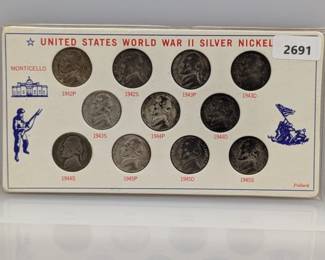 ☆ UNITED STATES WORLD WAR II SILVER NICKEL
2691
MONTICELLO
1942P 1942S 1943P 1943D
1943S 1944P 1944D
1944S 1945P 1945D 1945S